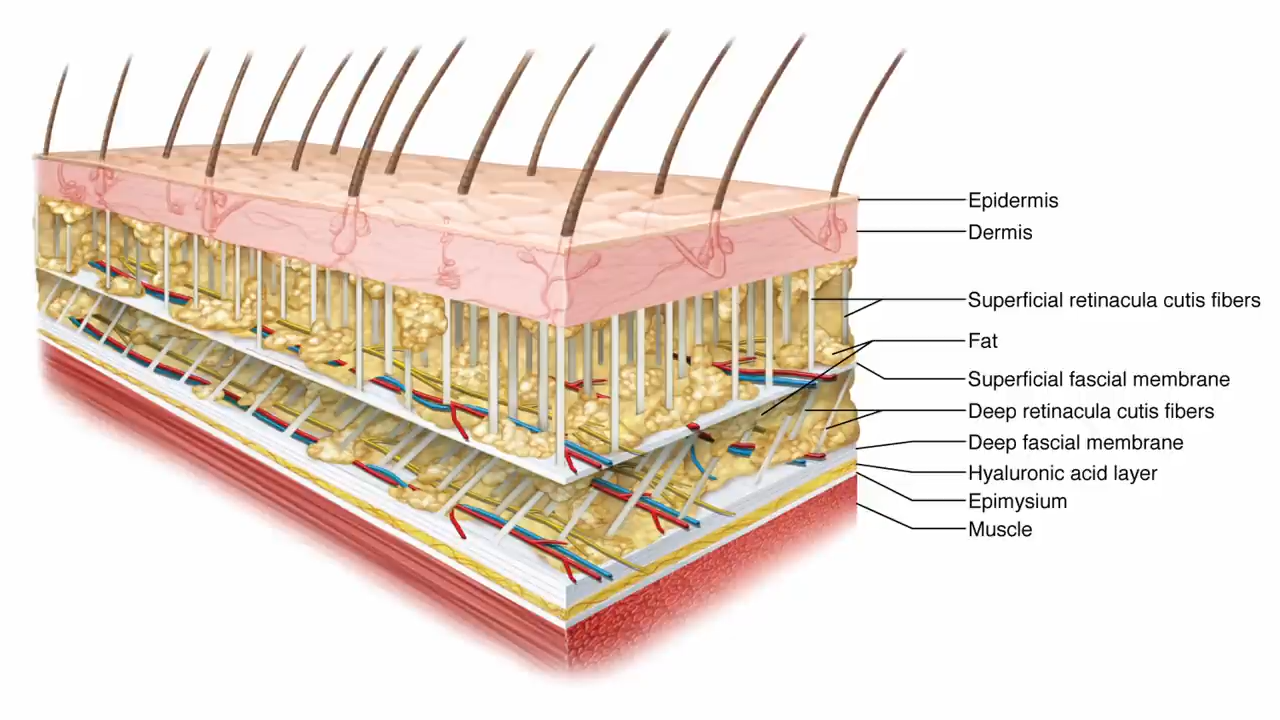 Epidermis
Dermis
Superficial retinacula cutis fibers
Fat
Superficial fascial membrane
Deep retinacula cutis fibers
Deep fascial membrane
Hyaluronic acid layer
Epimysium
Muscle